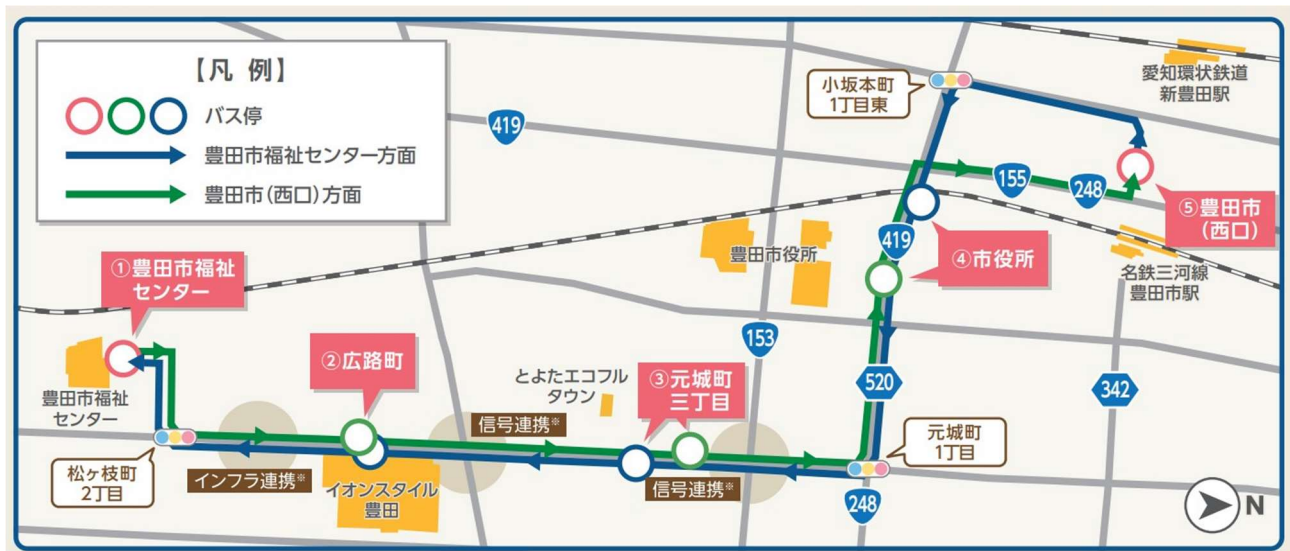 【凡 例】
バス停
豊田市福祉センター方面
豊田市(西口)方面
419
小坂本町
1丁目東
愛知環状鉄道
新豊田駅
155
248
⑤豊田市
(西口)
419
④市役所
豊田市役所
名鉄三河線
豊田市駅
①豊田市福祉
センター
153
②広路町
とよたエコフル
タウン
③元城町
三丁目
520
342
豊田市福祉
センター
信号連携※
元城町
1丁目
松ヶ枝町
2丁目
インフラ連携※
イオンスタイル
豊田
信号連携※
248
N